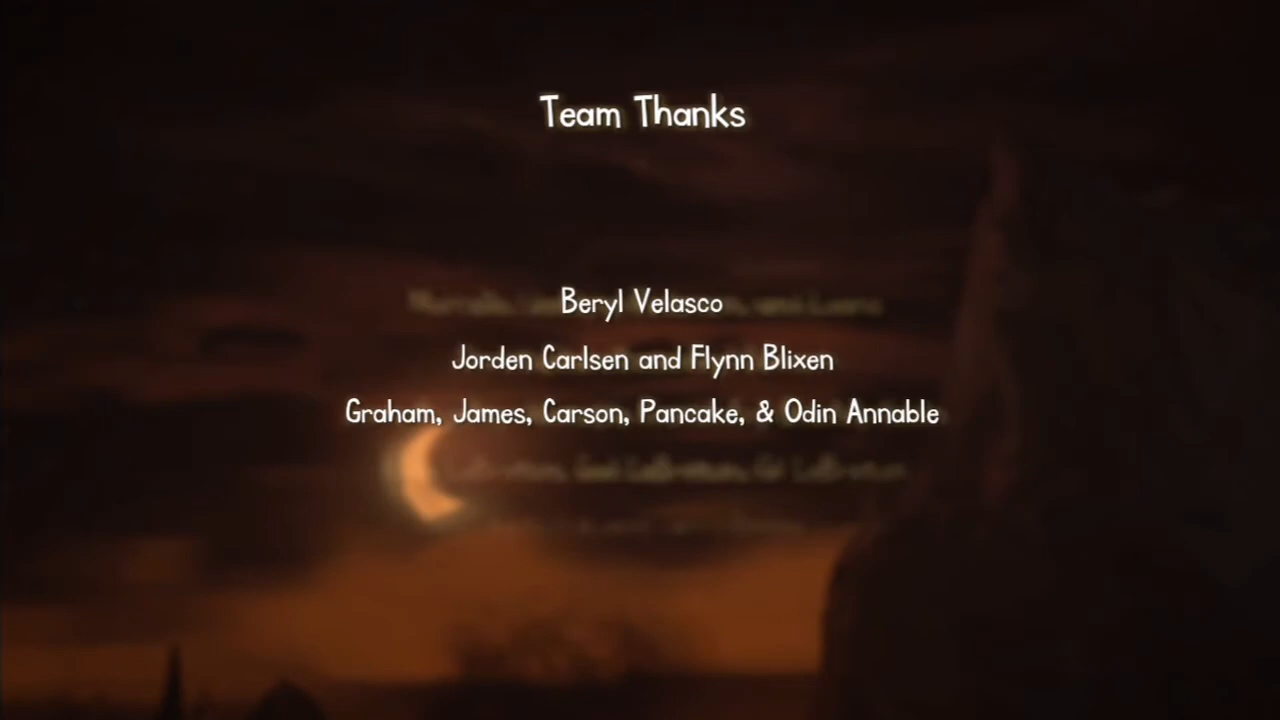 Team Thanks
Beryl Velasco
Jorden Carlsen and Flynn Blixen
Graham, James, Carson, Pancake, & Odin Annable